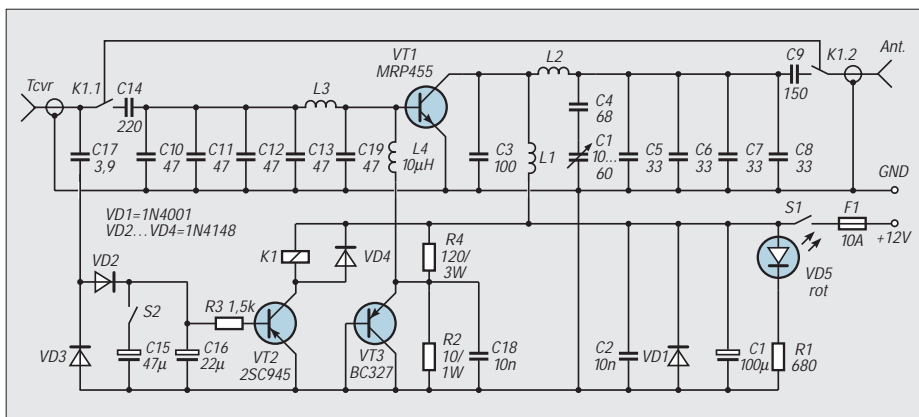 Tcvr
K1.1
C14
220
L3
VT1
MRP455
L2
C9
150
K1.2
Ant.
C17
3,9
C10
47
C11
47
C12
47
C13
47
C19
47
L4
10µH
C3
100
L1
C4
68
C1
10...
60
C5
33
C6
33
C7
33
C8
33
GND
VD1=1N4001
VD2...VD4=1N4148
S1
F1
10A
+12V
VD2
S2
K1
VD4
R4
120/
3W
VD5
rot
R3 1,5k
VD3
C15
47µ
C16
22µ
VT2
2SC945
VT3
BC327
R2
10/
1W
C18
10n
C2
10n
VD1
C1
100µ
R1
680